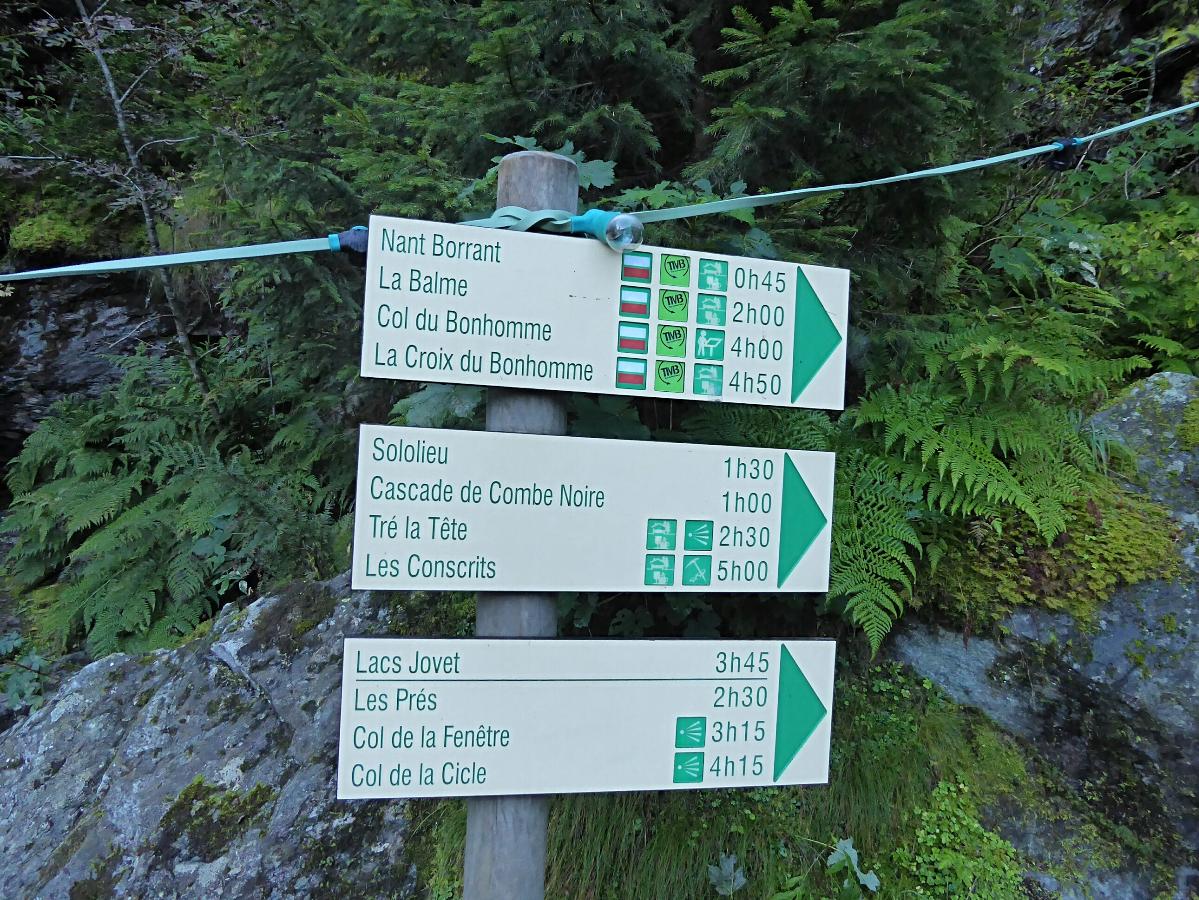 Nant Borrant TMB 0h45
La Balme TMB 2h00
Col du Bonhomme TMB 4h00
La Croix du Bonhomme TMB 4h50
Sololieu 1h30
Cascade de Combe Noire 1h00
Tré la Tête 2h30
Les Conscrits 5h00
Lacs Jovet 3h45
Les Prés 2h30
Col de la Fenêtre 3h15
Col de la Cicle 4h15